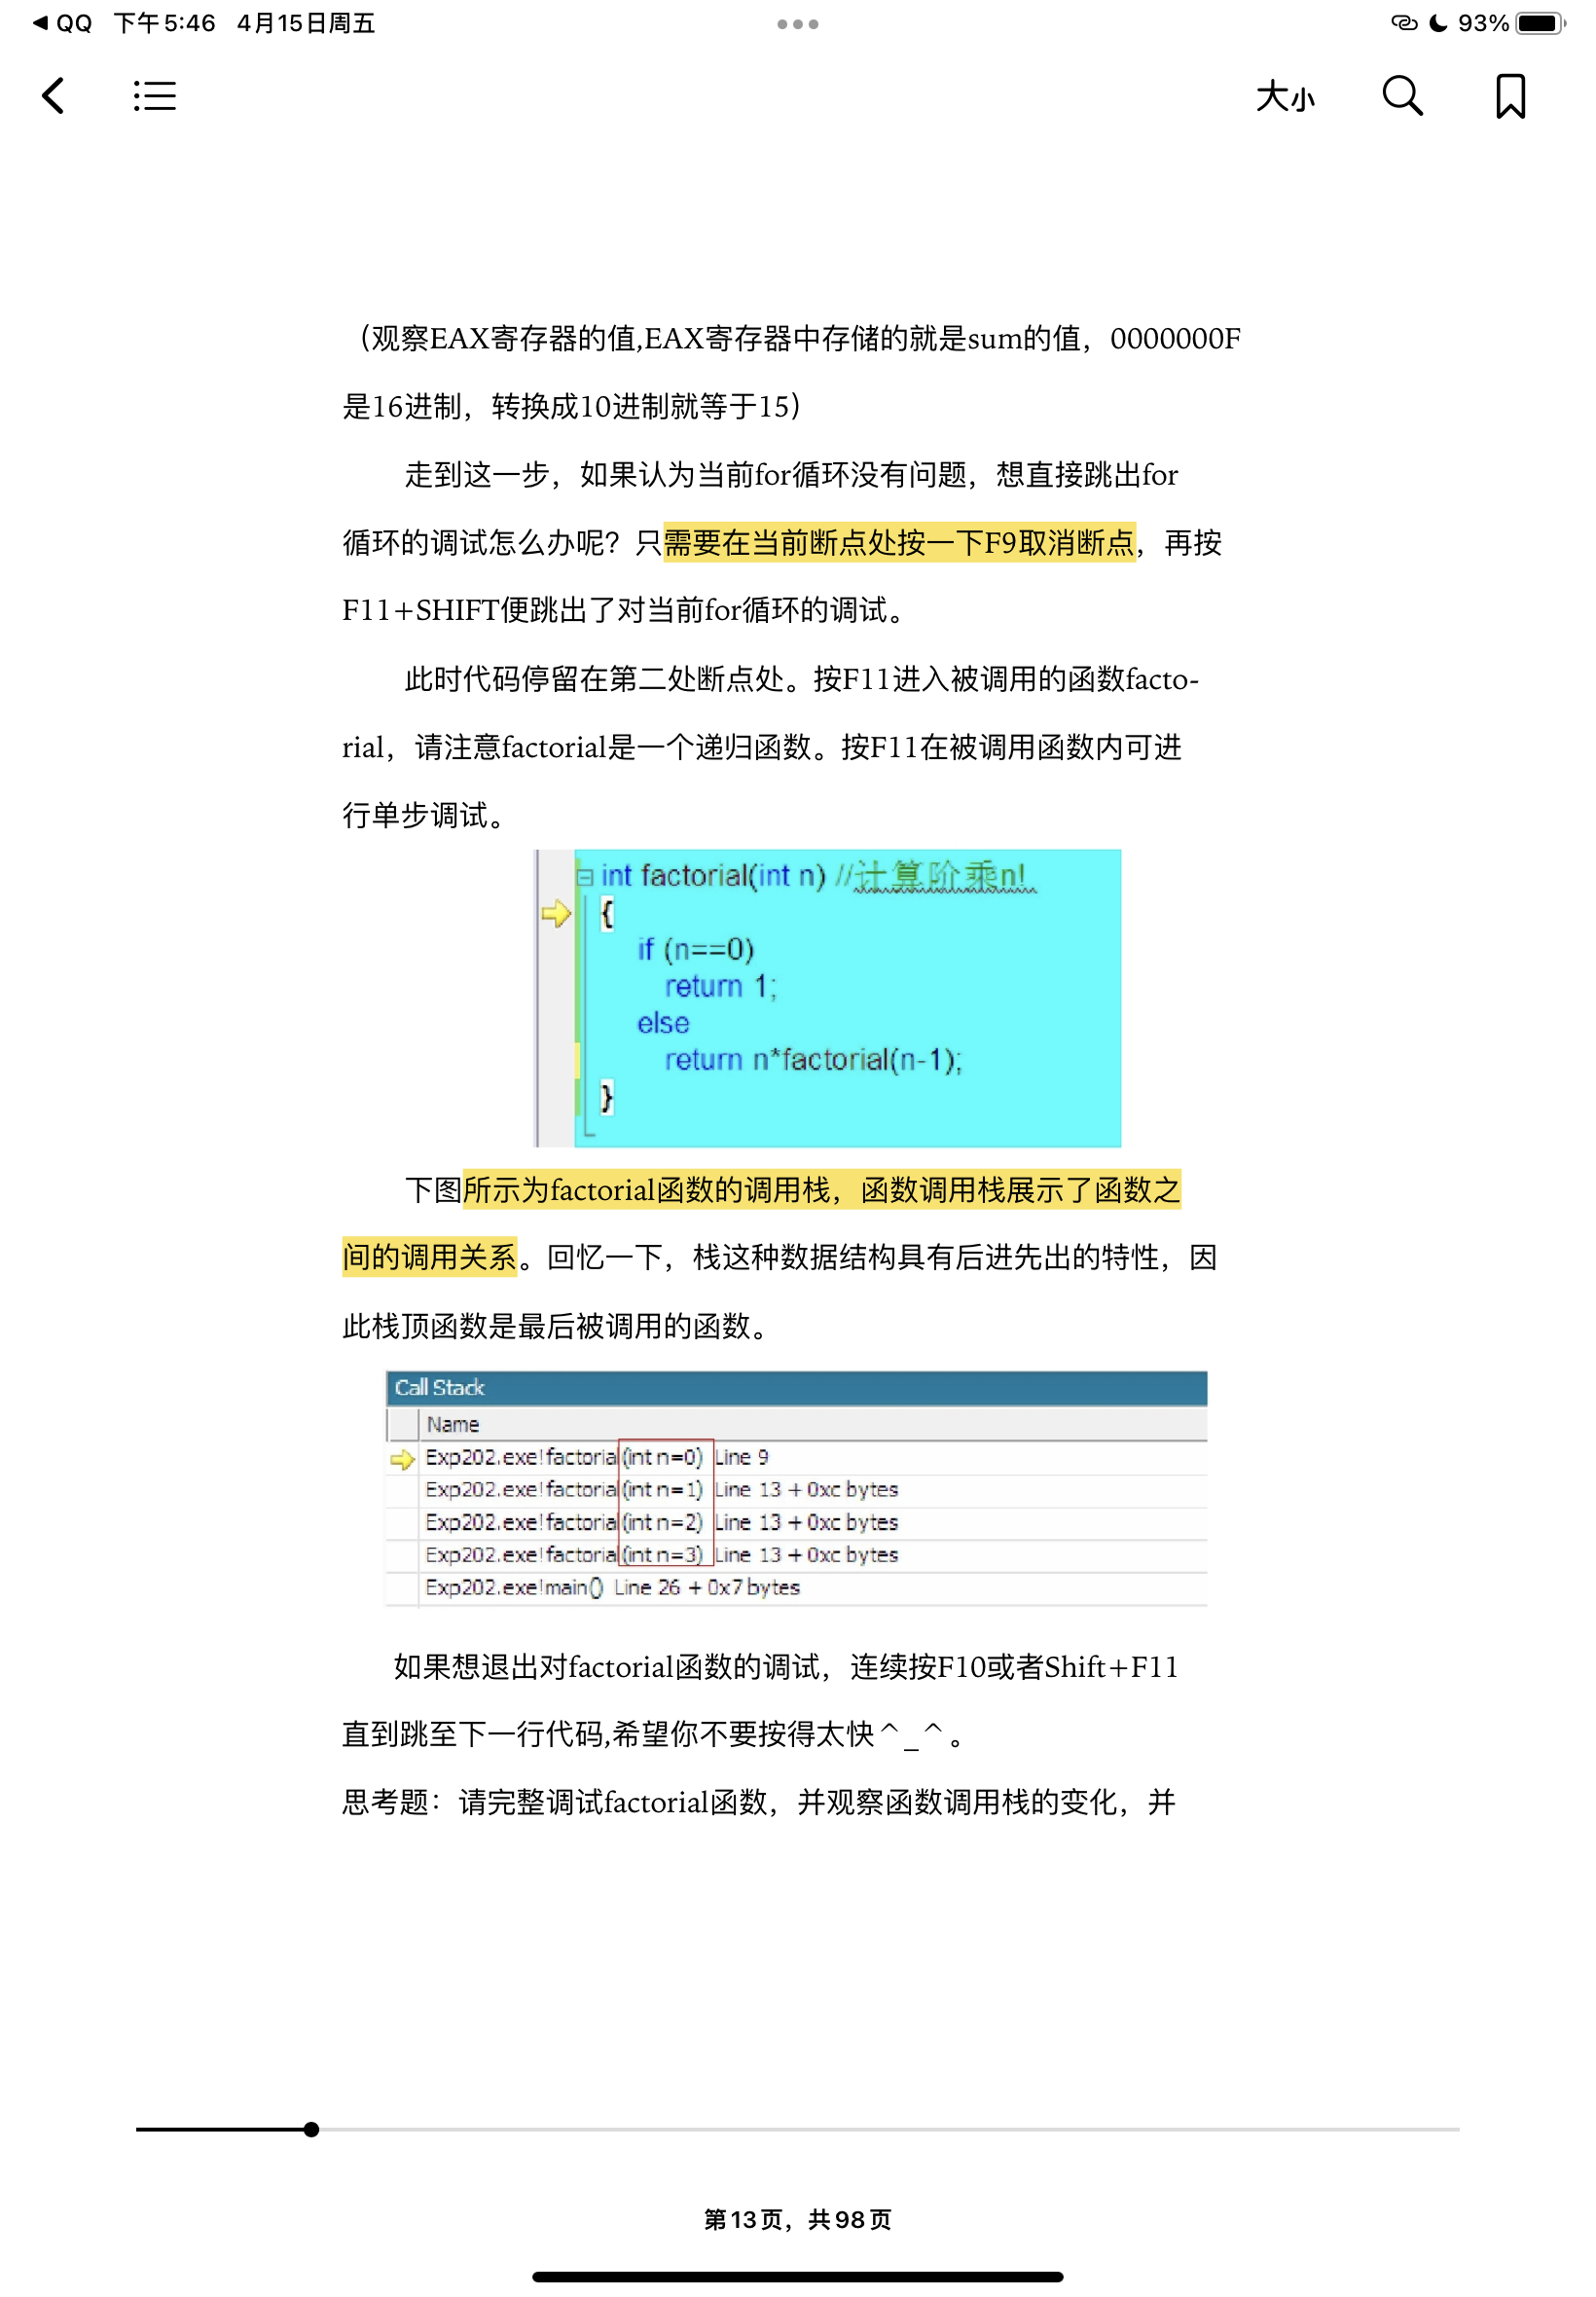 ◀ QQ 下午5:46 4月15日周五 93%
大小
（观察EAX寄存器的值,EAX寄存器中存储的就是sum的值，0000000F
是16进制，转换成10进制就等于15）
走到这一步，如果认为当前for循环没有问题，想直接跳出for
循环的调试怎么办呢？只需要在当前断点处按一下F9取消断点，再按
F11+SHIFT便跳出了对当前for循环的调试。
此时代码停留在第二处断点处。按F11进入被调用的函数facto-
rial，请注意factorial是一个递归函数。按F11在被调用函数内可进
行单步调试。
int factorial(int n) //计算阶乘n!
{
if (n==0)
return 1;
else
return n*factorial(n-1);
}
下图所示为factorial函数的调用栈，函数调用栈展示了函数之
间的调用关系。回忆一下，栈这种数据结构具有后进先出的特性，因
此栈顶函数是最后被调用的函数。
Call Stack
Name
Exp202.exe!factorial(int n=0) Line 9
Exp202.exe!factorial(int n=1) Line 13 + 0xc bytes
Exp202.exe!factorial(int n=2) Line 13 + 0xc bytes
Exp202.exe!factorial(int n=3) Line 13 + 0xc bytes
Exp202.exe!main() Line 26 + 0x7 bytes
如果想退出对factorial函数的调试，连续按F10或者Shift+F11
直到跳至下一行代码,希望你不要按得太快^_^。
思考题：请完整调试factorial函数，并观察函数调用栈的变化，并
第13页，共98页